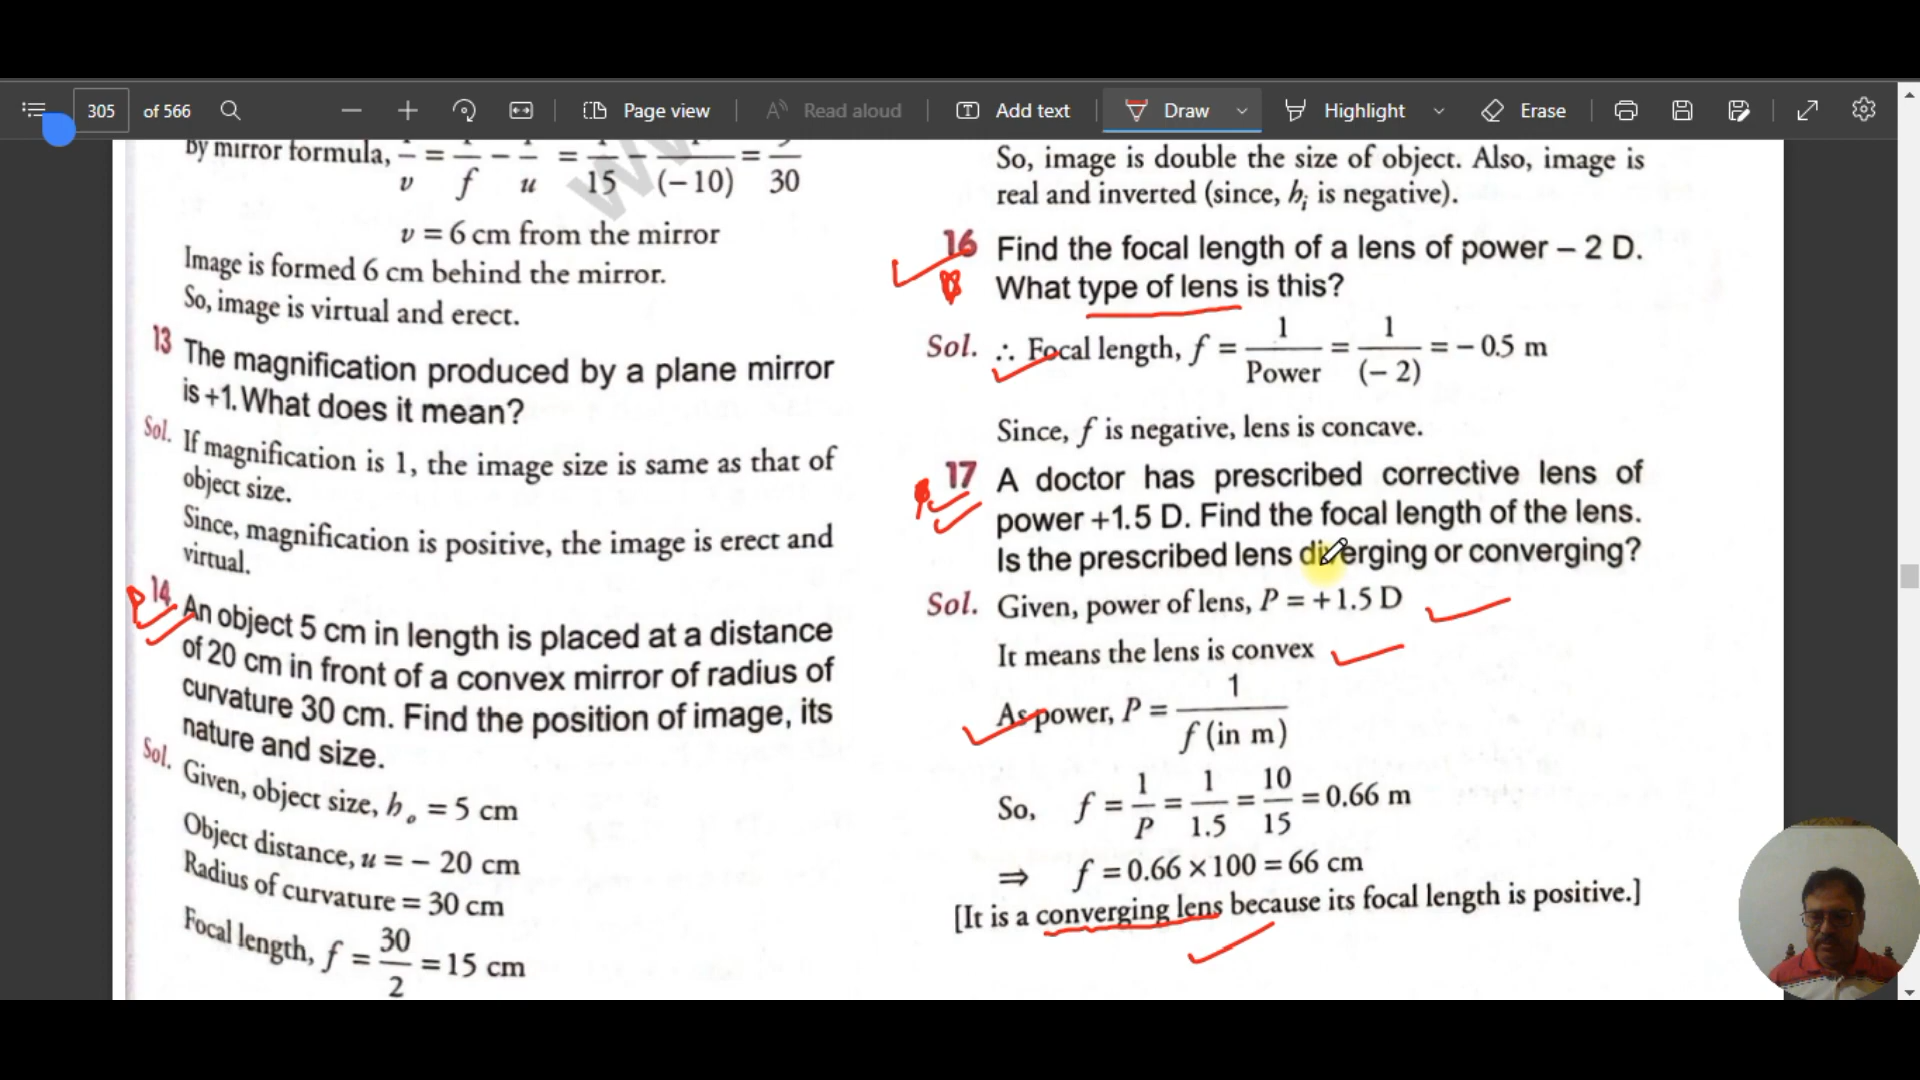 305 of 566 Page view Read aloud Add text Draw Highlight Erase
By mirror formula, 1/v = 1/f − 1/u = 1/15 − 1/(−10) = 5/30
v = 6 cm from the mirror
Image is formed 6 cm behind the mirror.
So, image is virtual and erect.
13 The magnification produced by a plane mirror
is +1. What does it mean?
Sol. If magnification is 1, the image size is same as that of
object size.
Since, magnification is positive, the image is erect and
virtual.
14 An object 5 cm in length is placed at a distance
of 20 cm in front of a convex mirror of radius of
curvature 30 cm. Find the position of image, its
nature and size.
Sol. Given, object size, hₒ = 5 cm
Object distance, u = − 20 cm
Radius of curvature = 30 cm
Focal length, f = 30/2 = 15 cm
So, image is double the size of object. Also, image is
real and inverted (since, hᵢ is negative).
16 Find the focal length of a lens of power – 2 D.
What type of lens is this?
Sol. ∴ Focal length, f = 1/Power = 1/(− 2) = − 0.5 m
Since, f is negative, lens is concave.
17 A doctor has prescribed corrective lens of
power +1.5 D. Find the focal length of the lens.
Is the prescribed lens diverging or converging?
Sol. Given, power of lens, P = + 1.5 D
It means the lens is convex
As power, P = 1/f (in m)
So, f = 1/P = 1/1.5 = 10/15 = 0.66 m
⇒ f = 0.66 × 100 = 66 cm
[It is a converging lens because its focal length is positive.]